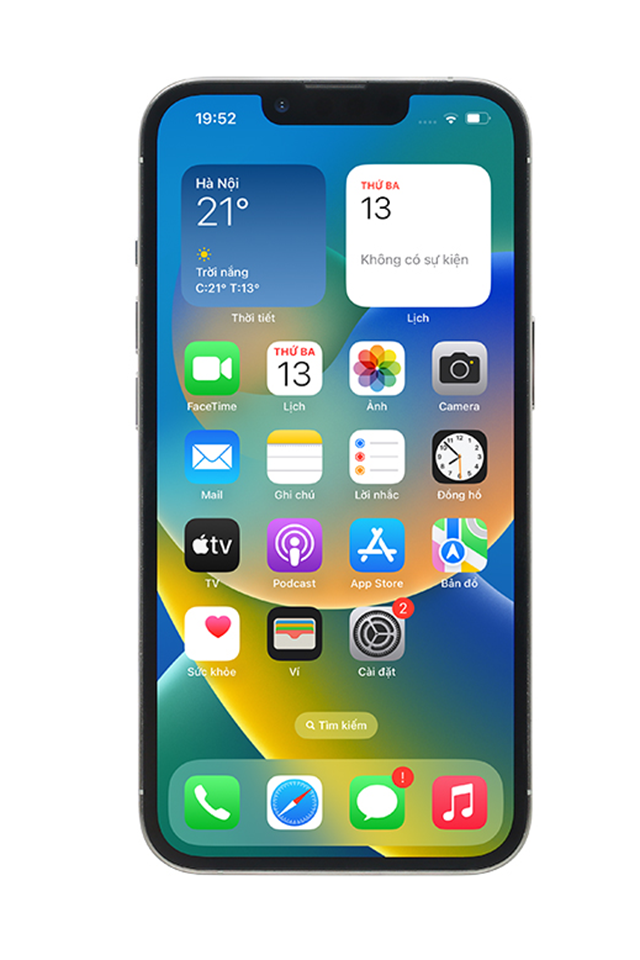 19:52
Hà Nội
21°
Trời nắng
C:21° T:13°
Thời tiết
THỨ BA
13
Không có sự kiện
Lịch
FaceTime
THỨ BA
13
Lịch
Ảnh
Camera
Mail
Ghi chú
Lời nhắc
Đồng hồ
tv
TV
Podcast
App Store
Bản đồ
Sức khỏe
Ví
2
Cài đặt
Tìm kiếm
!